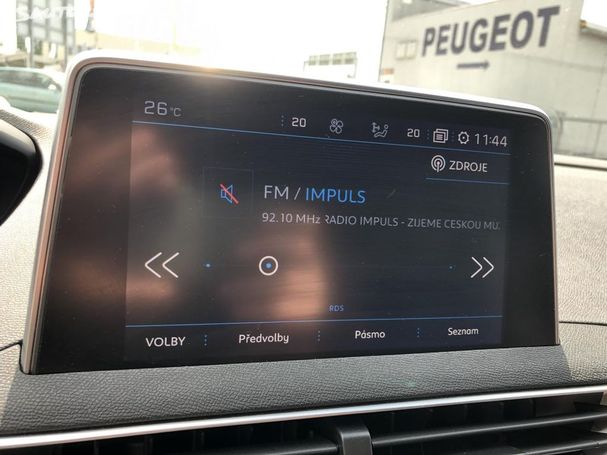 PEUGEOT
26°C
20
20
11:44
ZDROJE
FM / IMPULS
92.10 MHz RADIO IMPULS - ZIJEME CESKOU MU.
RDS
VOLBY
Předvolby
Pásmo
Seznam